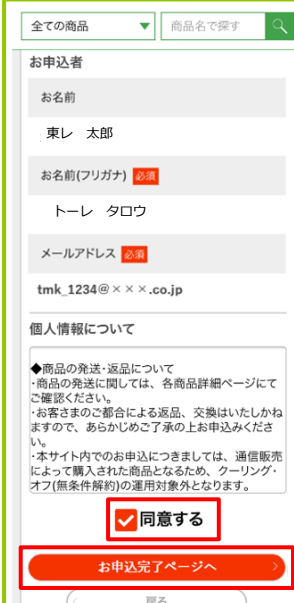 全ての商品 ▼ 商品名で探す
お申込者
お名前
東レ 太郎
お名前(フリガナ) 必須
トーレ タロウ
メールアドレス 必須
tmk_1234@×××.co.jp
個人情報について
◆商品の発送・返品について
・商品の発送に関しては、各商品詳細ページにて
ご確認ください。
・お客さまのご都合による返品、交換はいたしかね
ますので、あらかじめご了承の上お申込みくださ
い。
・本サイト内でのお申込につきましては、通信販売
によって購入された商品となるため、クーリング・
オフ(無条件解約)の運用対象外となります。
同意する
お申込完了ページへ
戻る